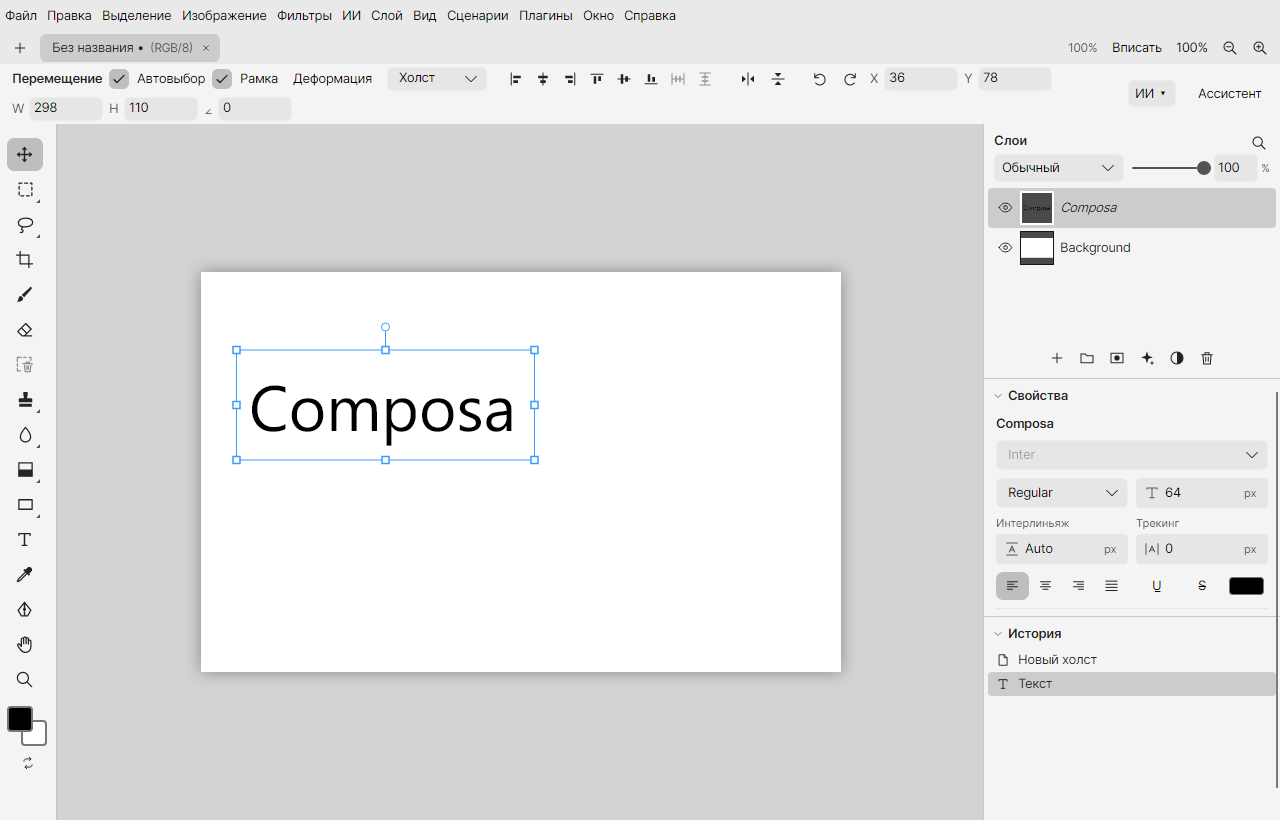 Файл Правка Выделение Изображение Фильтры ИИ Слой Вид Сценарии Плагины Окно Справка
Без названия • (RGB/8) ×
100% Вписать 100%
Перемещение Автовыбор Рамка Деформация Холст X 36 Y 78
W 298 H 110 0
ИИ Ассистент
Слои
Обычный 100 %
Composa
Background
Composa
Свойства
Composa
Inter
Regular 64 px
Интерлиньяж Трекинг
Auto px 0 px
История
Новый холст
Текст